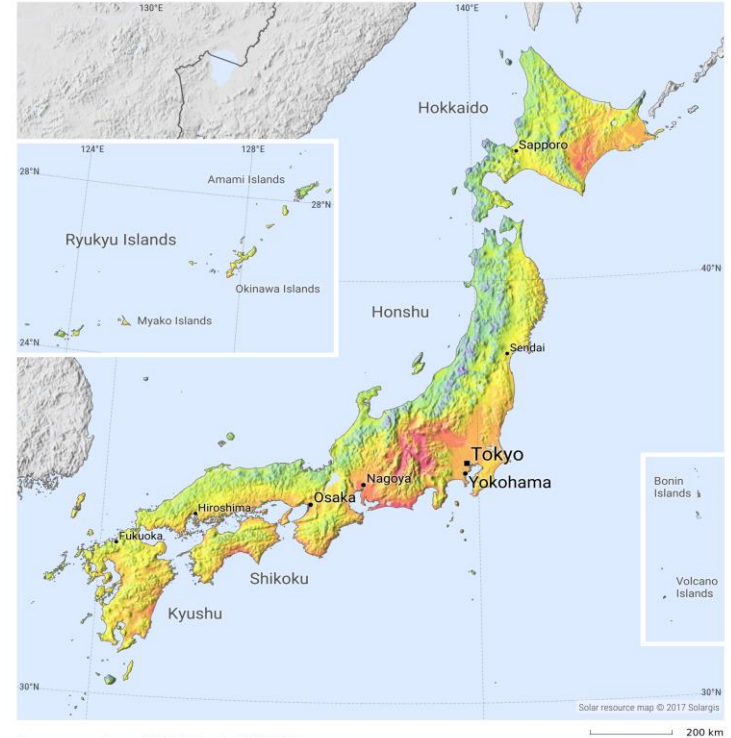 130°E
140°E
Hokkaido
Sapporo
124°E
128°E
28°N
Amami Islands
28°N
Ryukyu Islands
Okinawa Islands
Myako Islands
24°N
40°N
Honshu
Sendai
Tokyo
Yokohama
Nagoya
Osaka
Hiroshima
Fukuoka
Shikoku
Kyushu
Bonin
Islands
Volcano
Islands
30°N
30°N
Solar resource map © 2017 Solargis
200 km